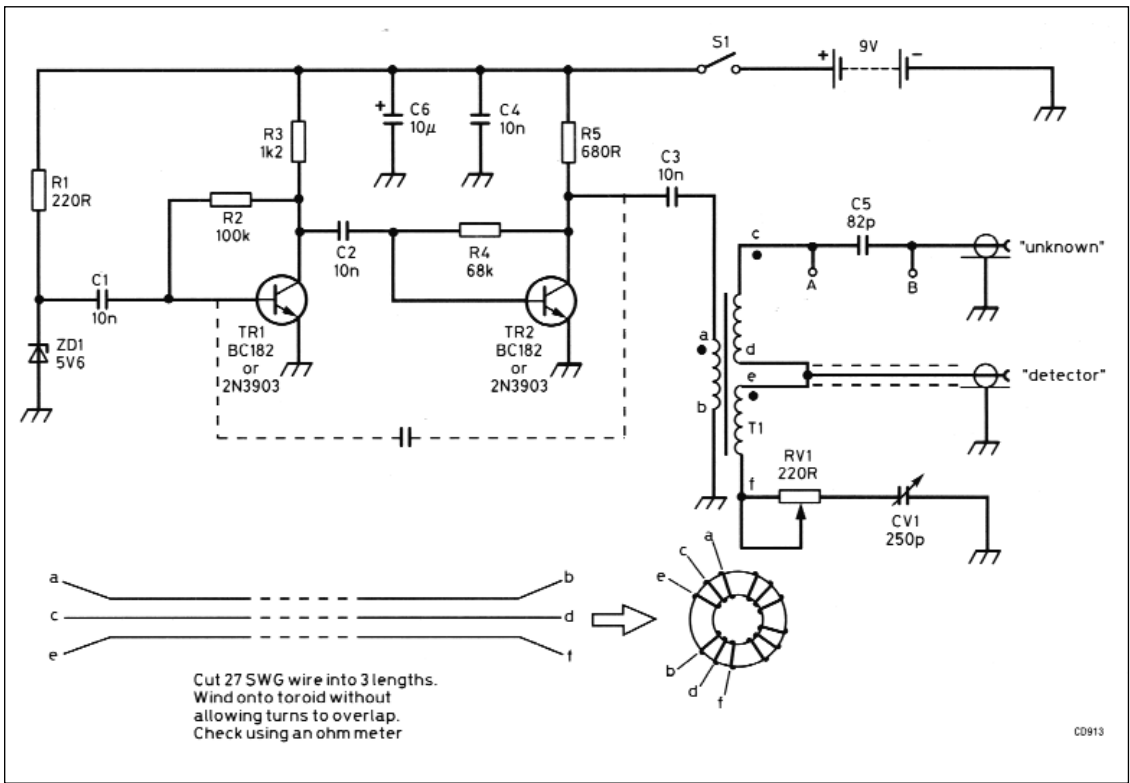 S1
+
9V
−
R3
1k2
+
C6
10µ
C4
10n
R5
680R
C3
10n
R1
220R
R2
100k
C2
10n
R4
68k
C5
82p
c
"unknown"
A
B
C1
10n
TR1
BC182
or
2N3903
TR2
BC182
or
2N3903
ZD1
5V6
a
d
e
"detector"
b
T1
RV1
220R
f
CV1
250p
a
b
c
d
e
f
a
c
e
b
d
f
Cut 27 SWG wire into 3 lengths.
Wind onto toroid without
allowing turns to overlap.
Check using an ohm meter
CD913